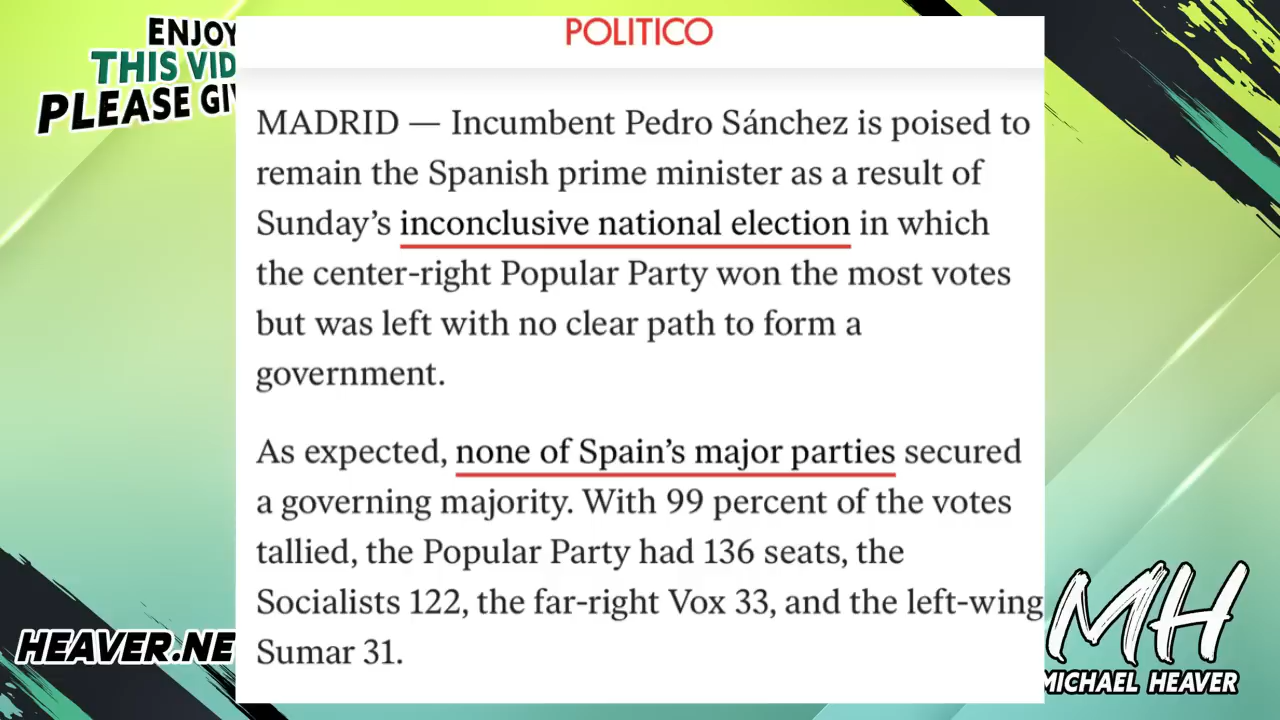 ENJOY
THIS VID
PLEASE GI
POLITICO
MADRID — Incumbent Pedro Sánchez is poised to
remain the Spanish prime minister as a result of
Sunday’s inconclusive national election in which
the center-right Popular Party won the most votes
but was left with no clear path to form a
government.
As expected, none of Spain’s major parties secured
a governing majority. With 99 percent of the votes
tallied, the Popular Party had 136 seats, the
Socialists 122, the far-right Vox 33, and the left-wing
Sumar 31.
HEAVER.NE
MH
MICHAEL HEAVER